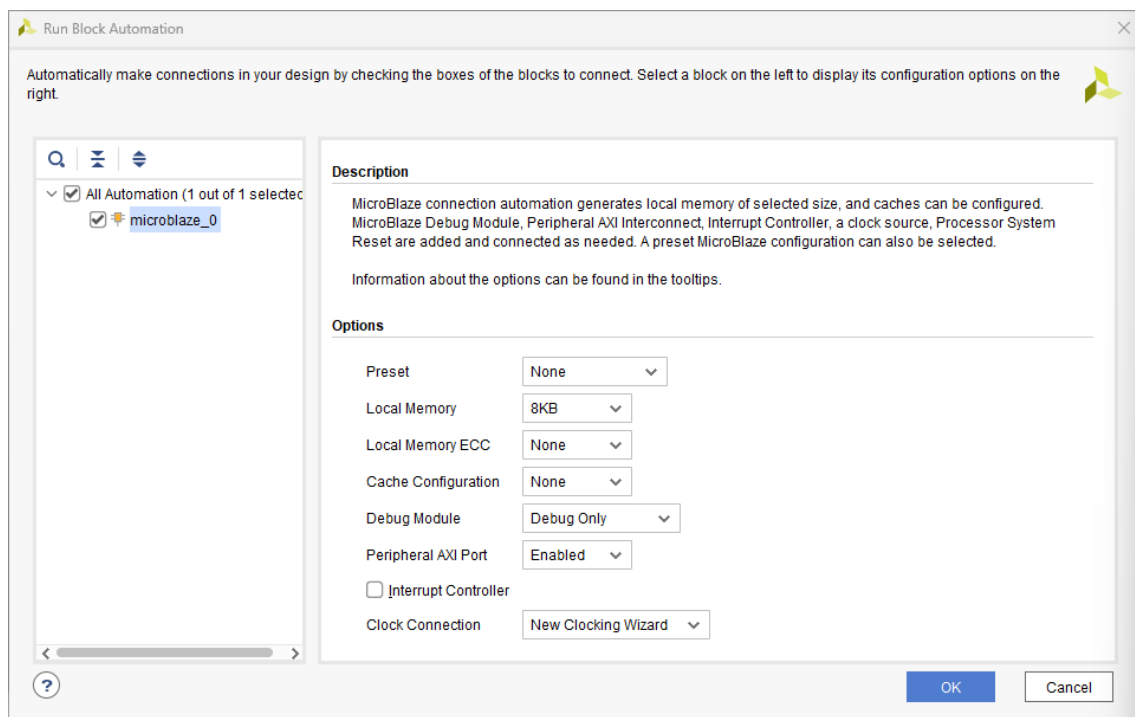 Run Block Automation
Automatically make connections in your design by checking the boxes of the blocks to connect. Select a block on the left to display its configuration options on the
right.
All Automation (1 out of 1 selected
microblaze_0
Description
MicroBlaze connection automation generates local memory of selected size, and caches can be configured.
MicroBlaze Debug Module, Peripheral AXI Interconnect, Interrupt Controller, a clock source, Processor System
Reset are added and connected as needed. A preset MicroBlaze configuration can also be selected.
Information about the options can be found in the tooltips.
Options
Preset None
Local Memory 8KB
Local Memory ECC None
Cache Configuration None
Debug Module Debug Only
Peripheral AXI Port Enabled
Interrupt Controller
Clock Connection New Clocking Wizard
? OK Cancel